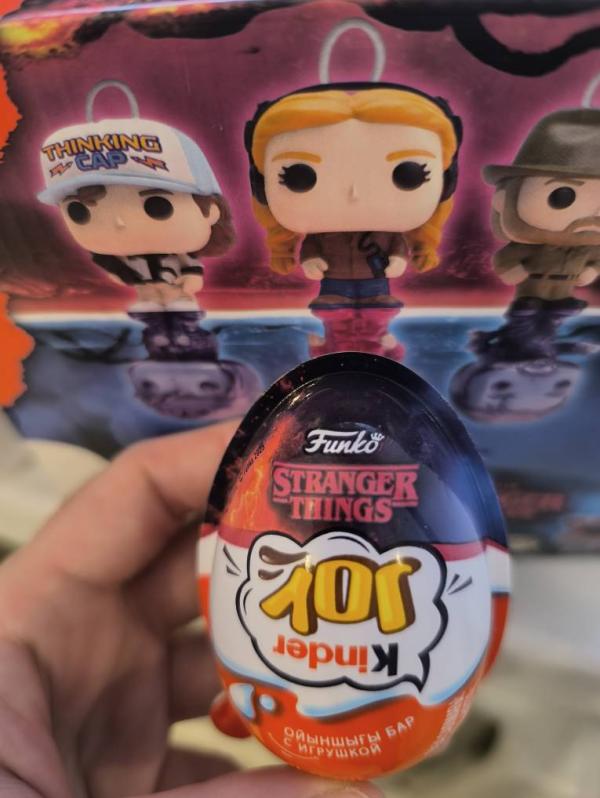 THINKING
CAP
Funko
STRANGER
THINGS
Kinder
JOY
С ИГРУШКОЙ
ОЙЫНШЫҒЫ БАР